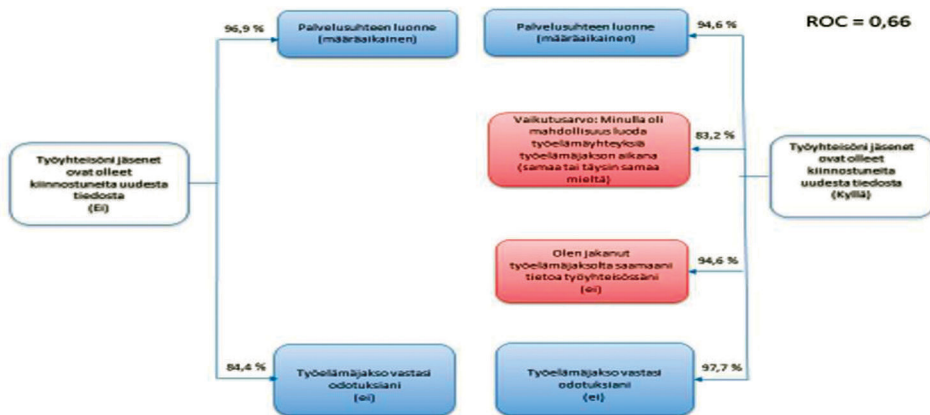 ROC = 0,66
96,9 %
Palvelusuhteen luonne
(määräaikainen)
Palvelusuhteen luonne
(määräaikainen)
94,6 %
Työyhteisöni jäsenet
ovat olleet
kiinnostuneita uudesta
tiedosta
(Ei)
Vaikutusarvo: Minulla oli
mahdollisuus luoda
työelämäyhteyksiä
työelämäjakson aikana
(samaa tai täysin samaa
mieltä)
83,2 %
Työyhteisöni jäsenet
ovat olleet
kiinnostuneita uudesta
tiedosta
(Kyllä)
Olen jakanut
työelämäjaksolta saamaani
tietoa työyhteisössäni
(ei)
94,6 %
84,4 %
Työelämäjakso vastasi
odotuksiani
(ei)
Työelämäjakso vastasi
odotuksiani
(ei)
97,7 %